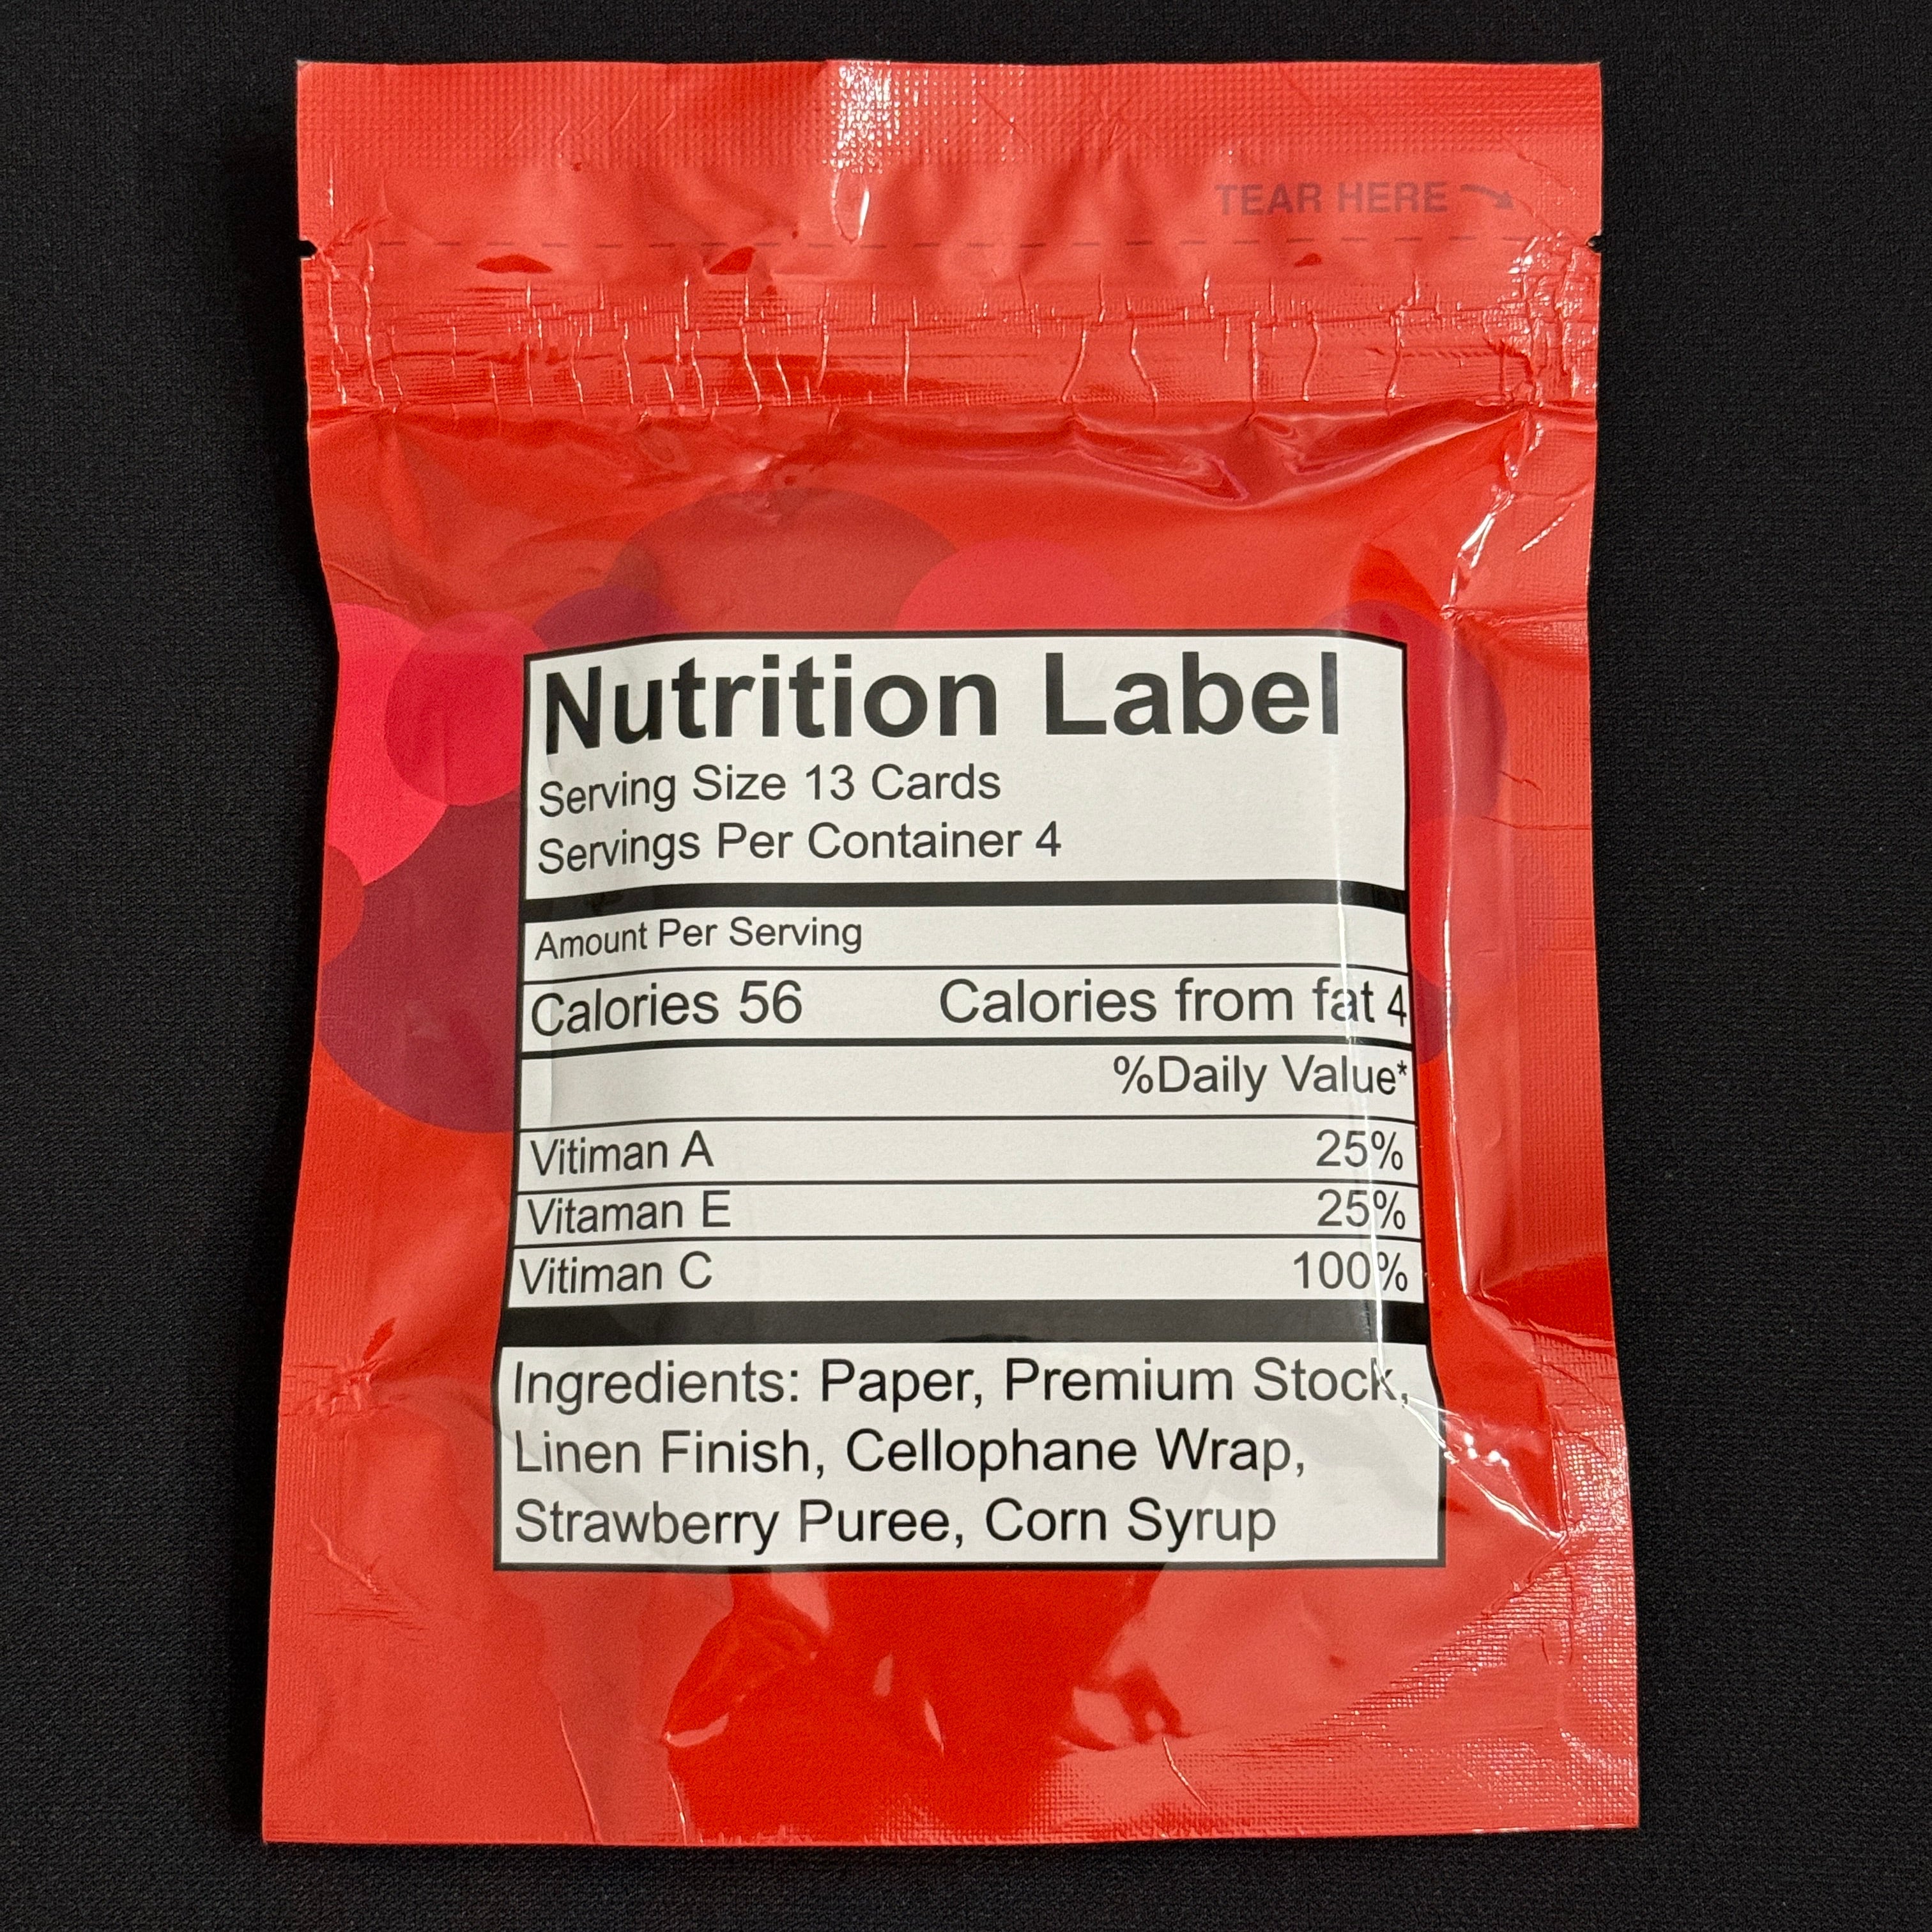 TEAR HERE
Nutrition Label
Serving Size 13 Cards
Servings Per Container 4
Amount Per Serving
Calories 56 Calories from fat 4
%Daily Value*
Vitiman A 25%
Vitaman E 25%
Vitiman C 100%
Ingredients: Paper, Premium Stock,
Linen Finish, Cellophane Wrap,
Strawberry Puree, Corn Syrup